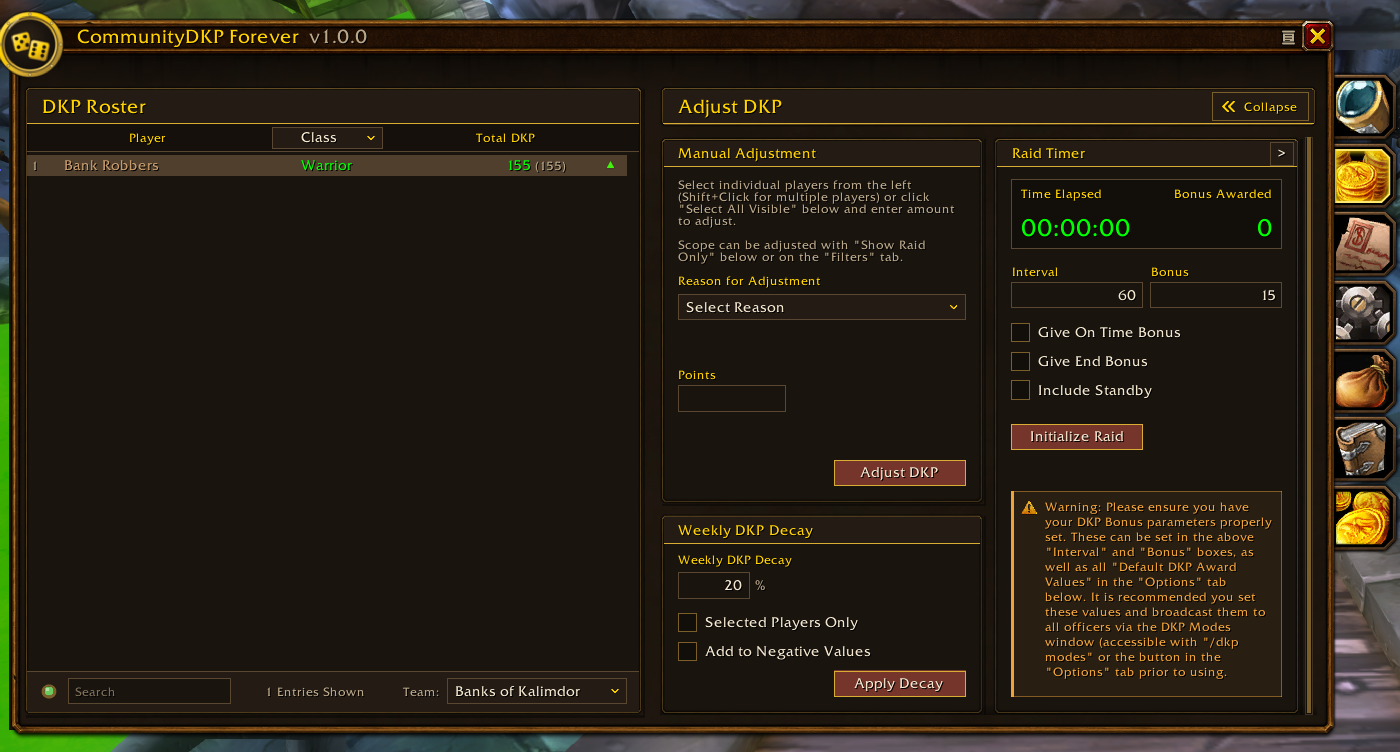 CommunityDKP Forever v1.0.0
DKP Roster
Player Class Total DKP
1 Bank Robbers Warrior 155 (155)
Search 1 Entries Shown Team: Banks of Kalimdor
Adjust DKP
Collapse
Manual Adjustment
Select individual players from the left
(Shift+Click for multiple players) or click
"Select All Visible" below and enter amount
to adjust.
Scope can be adjusted with "Show Raid
Only" below or on the "Filters" tab.
Reason for Adjustment
Select Reason
Points
Adjust DKP
Weekly DKP Decay
Weekly DKP Decay
20 %
Selected Players Only
Add to Negative Values
Apply Decay
Raid Timer
>
Time Elapsed Bonus Awarded
00:00:00 0
Interval Bonus
60 15
Give On Time Bonus
Give End Bonus
Include Standby
Initialize Raid
Warning: Please ensure you have
your DKP Bonus parameters properly
set. These can be set in the above
"Interval" and "Bonus" boxes, as
well as all "Default DKP Award
Values" in the "Options" tab
below. It is recommended you set
these values and broadcast them to
all officers via the DKP Modes
window (accessible with "/dkp
modes" or the button in the
"Options" tab prior to using.